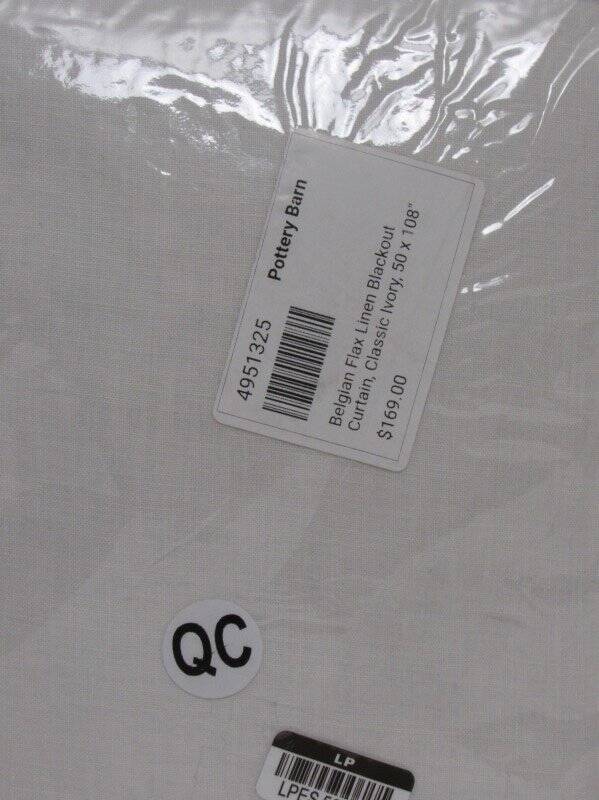 4951325
Pottery Barn
Belgian Flax Linen Blackout
Curtain, Classic Ivory, 50 x 108"
$169.00
QC
LP